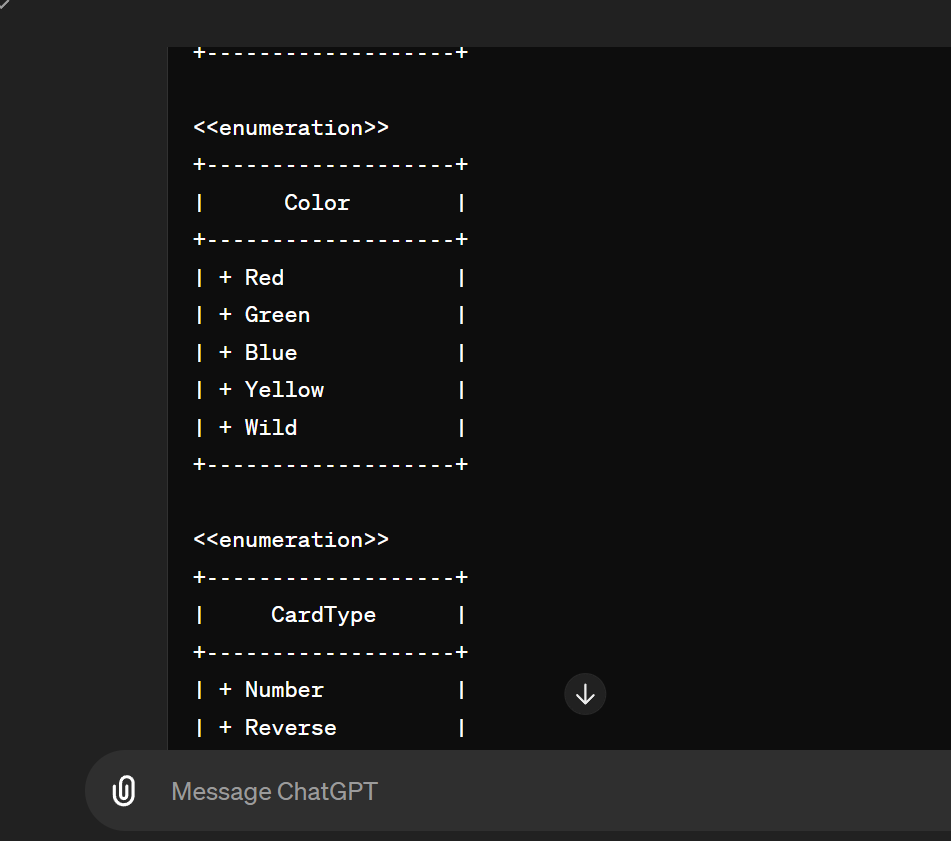 +-------------------+
<<enumeration>>
+-------------------+
|      Color        |
+-------------------+
| + Red             |
| + Green           |
| + Blue            |
| + Yellow          |
| + Wild            |
+-------------------+
<<enumeration>>
+-------------------+
|     CardType      |
+-------------------+
| + Number          |
| + Reverse         |
Message ChatGPT